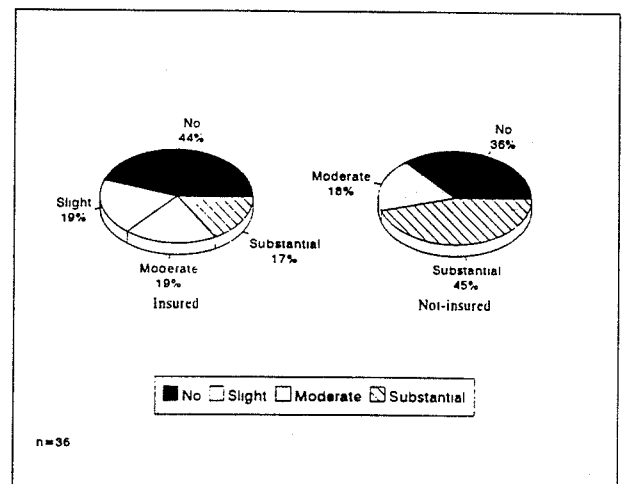 No
44%
Slight
19%
Moderate
19%
Substantial
17%
Insured
No
36%
Moderate
18%
Substantial
45%
Not-insured
No Slight Moderate Substantial
n=36